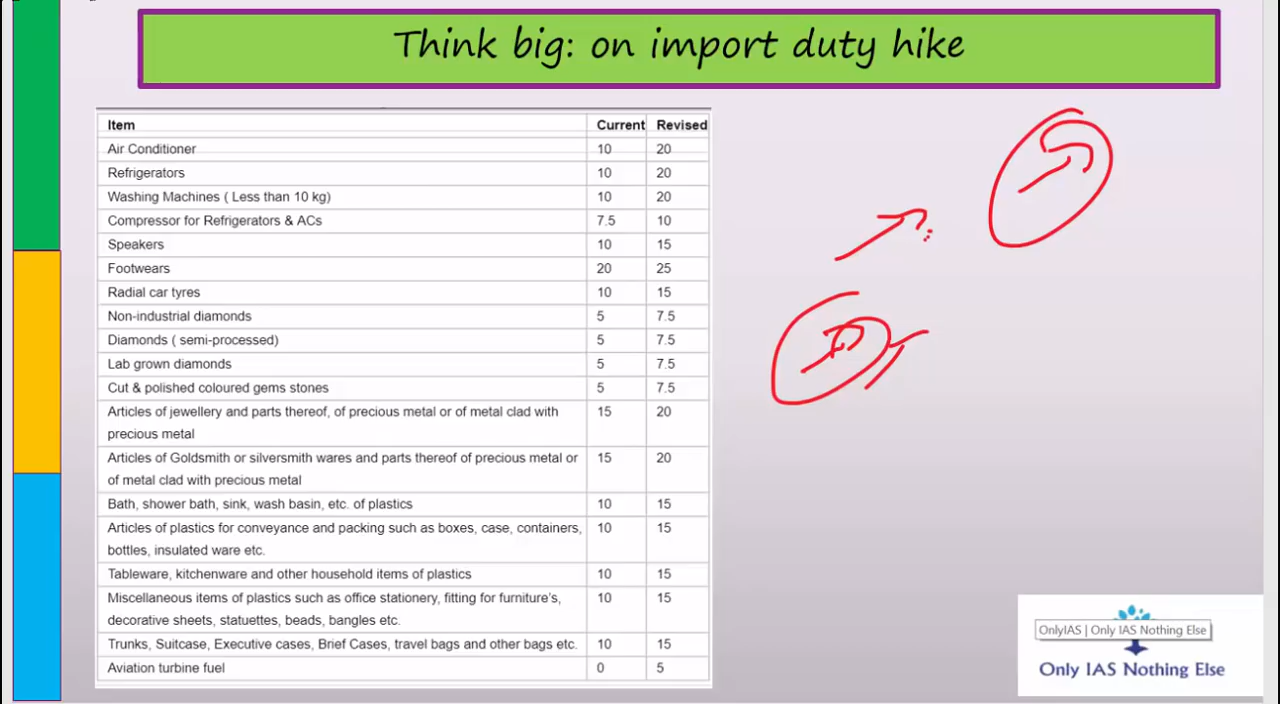 Think big: on import duty hike
Item Current Revised
Air Conditioner 10 20
Refrigerators 10 20
Washing Machines ( Less than 10 kg) 10 20
Compressor for Refrigerators & ACs 7.5 10
Speakers 10 15
Footwears 20 25
Radial car tyres 10 15
Non-industrial diamonds 5 7.5
Diamonds ( semi-processed) 5 7.5
Lab grown diamonds 5 7.5
Cut & polished coloured gems stones 5 7.5
Articles of jewellery and parts thereof, of precious metal or of metal clad with 15 20
precious metal
Articles of Goldsmith or silversmith wares and parts thereof of precious metal or 15 20
of metal clad with precious metal
Bath, shower bath, sink, wash basin, etc. of plastics 10 15
Articles of plastics for conveyance and packing such as boxes, case, containers, 10 15
bottles, insulated ware etc.
Tableware, kitchenware and other household items of plastics 10 15
Miscellaneous items of plastics such as office stationery, fitting for furniture's, 10 15
decorative sheets, statuettes, beads, bangles etc.
Trunks, Suitcase, Executive cases, Brief Cases, travel bags and other bags etc. 10 15
Aviation turbine fuel 0 5
OnlyIAS | Only IAS Nothing Else
Only IAS Nothing Else